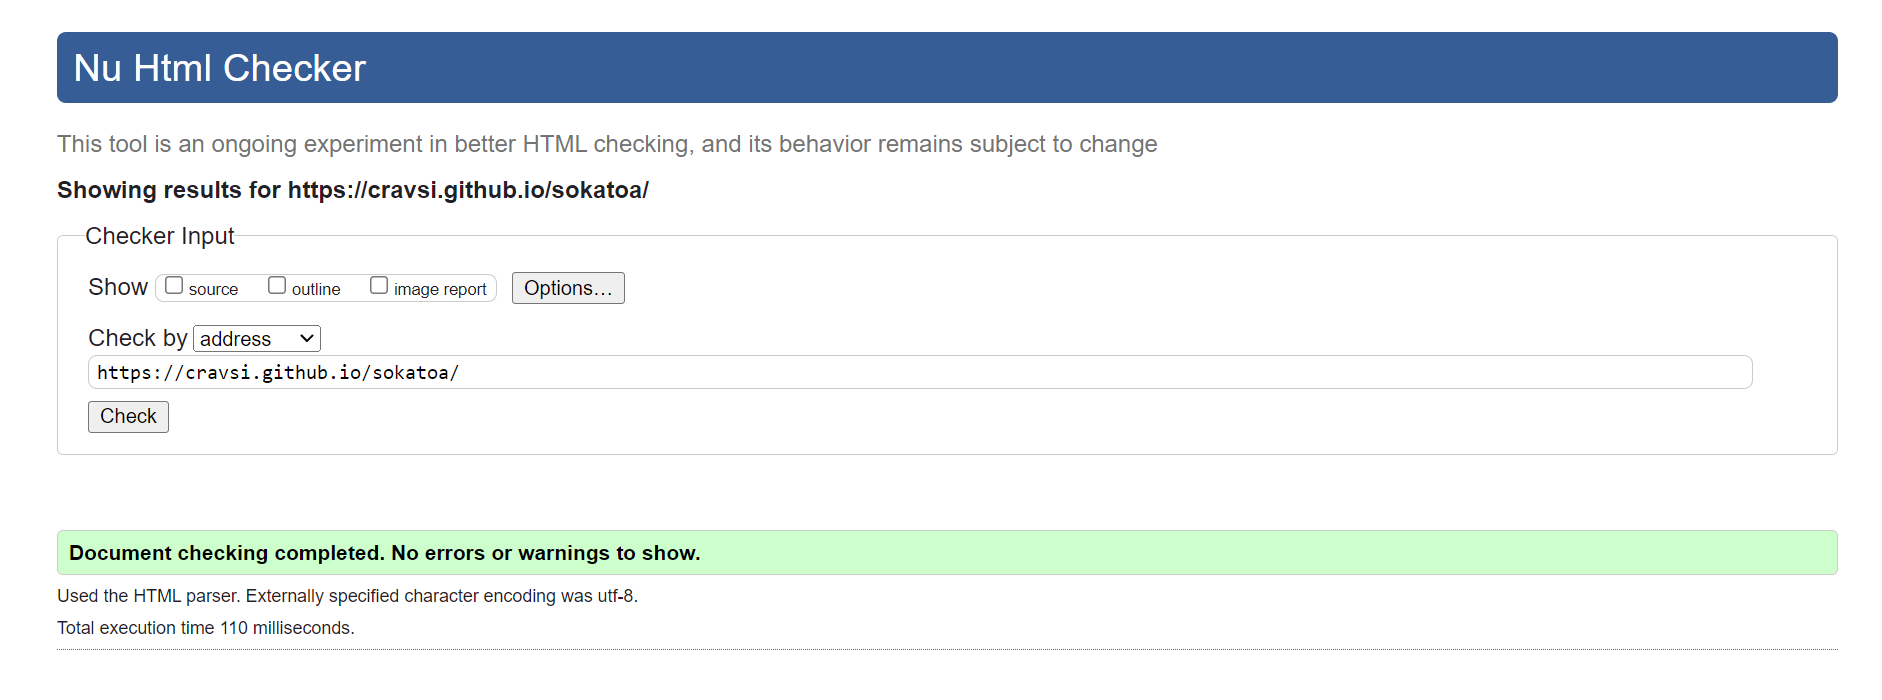 Nu Html Checker
This tool is an ongoing experiment in better HTML checking, and its behavior remains subject to change
Showing results for https://cravsi.github.io/sokatoa/
Checker Input
Show source outline image report Options…
Check by address
https://cravsi.github.io/sokatoa/
Check
Document checking completed. No errors or warnings to show.
Used the HTML parser. Externally specified character encoding was utf-8.
Total execution time 110 milliseconds.